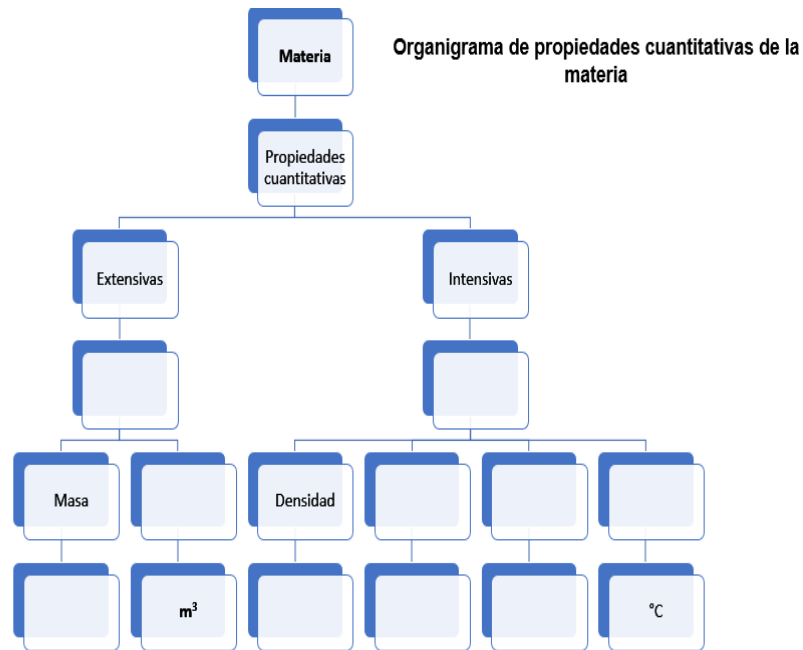 Organigrama de propiedades cuantitativas de la
materia
Materia
Propiedades
cuantitativas
Extensivas
Intensivas
Masa
Densidad
m³
°C